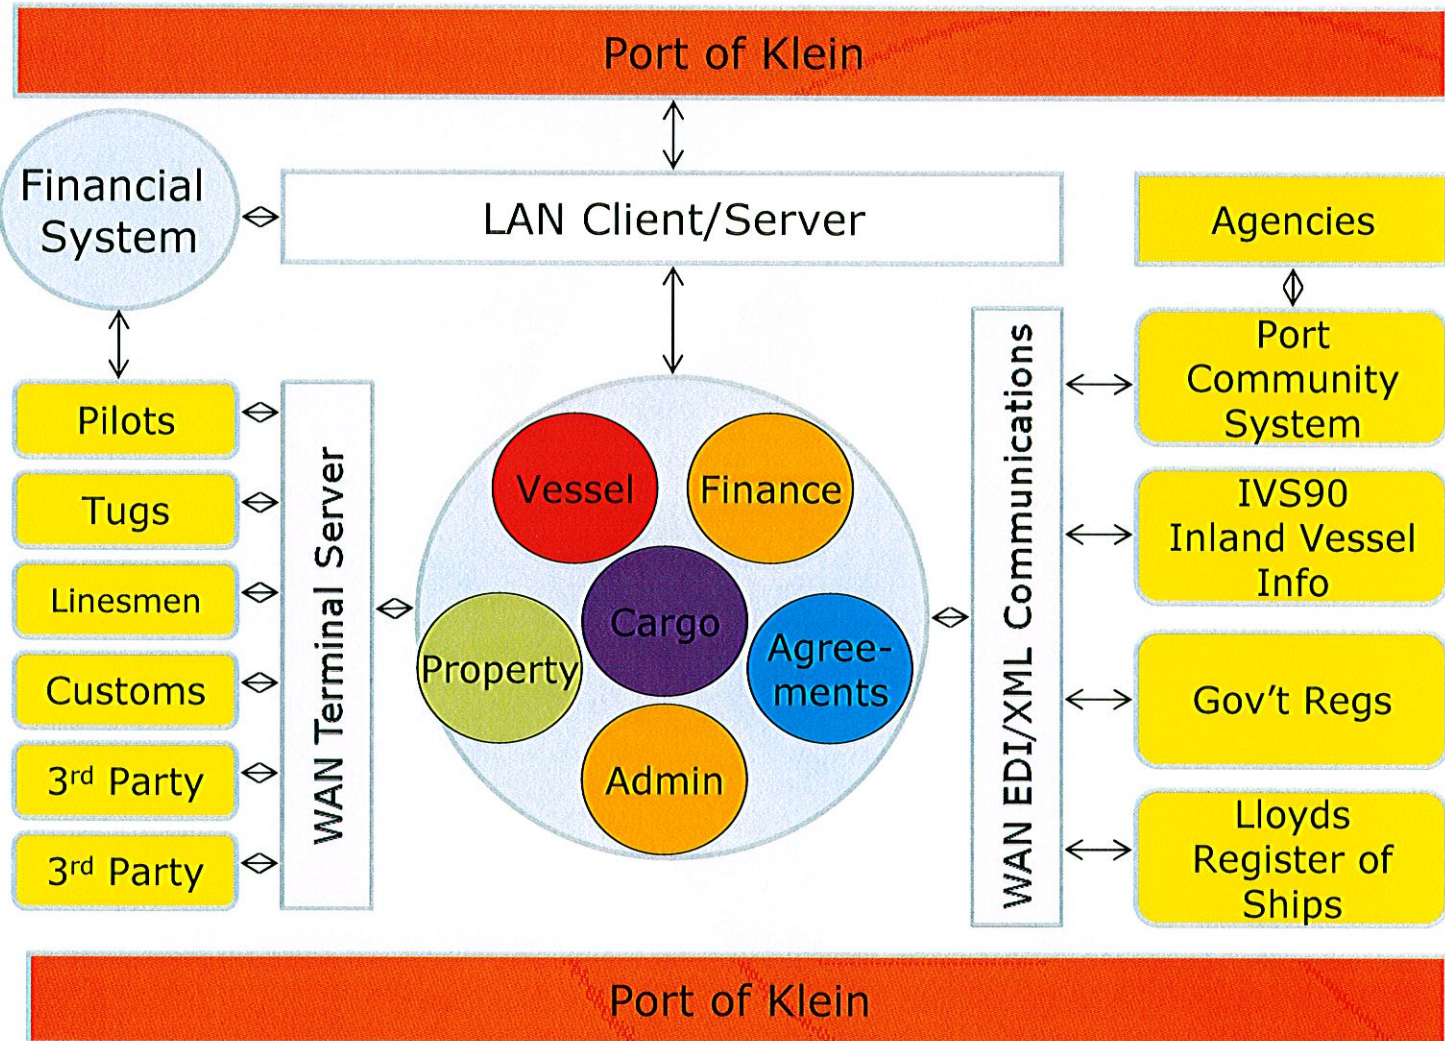 Port of Klein
Financial
System
LAN Client/Server
Agencies
Pilots
Tugs
Linesmen
Customs
3rd Party
3rd Party
WAN Terminal Server
Vessel
Finance
Cargo
Property
Agree-
ments
Admin
WAN EDI/XML Communications
Port
Community
System
IVS90
Inland Vessel
Info
Gov't Regs
Lloyds
Register of
Ships
Port of Klein